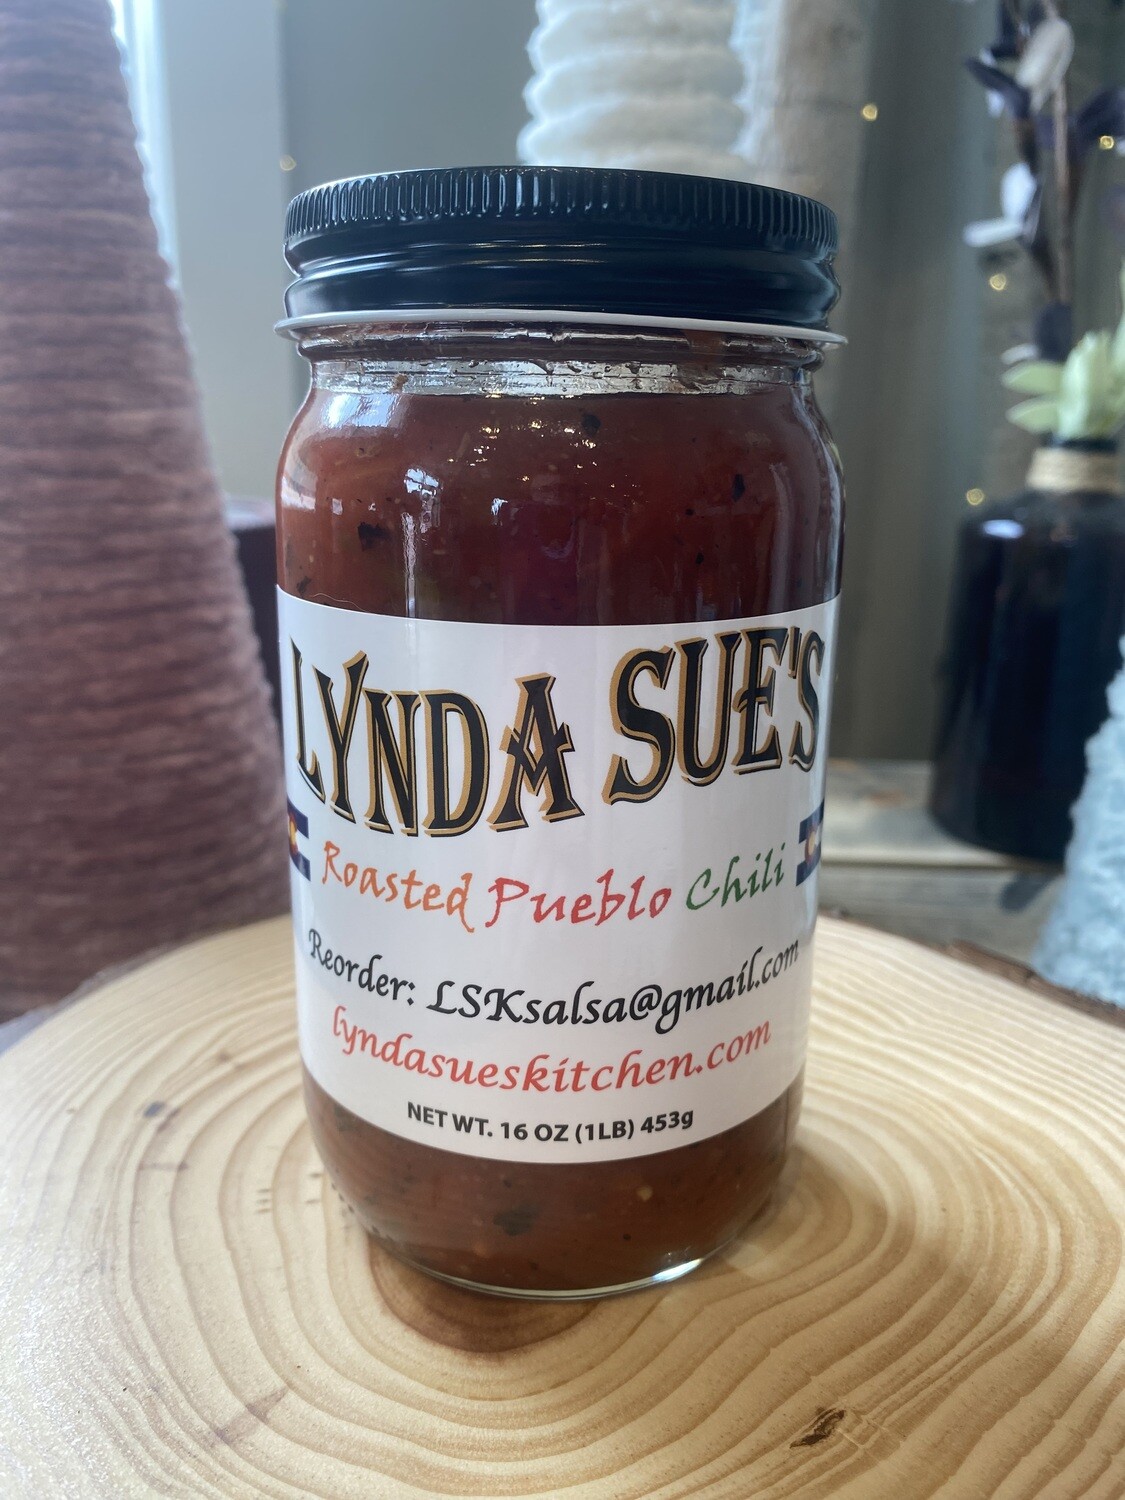 LYNDA SUE'S
Roasted Pueblo Chili
Reorder: LSKsalsa@gmail.com
lyndasueskitchen.com
NET WT. 16 OZ (1LB) 453g